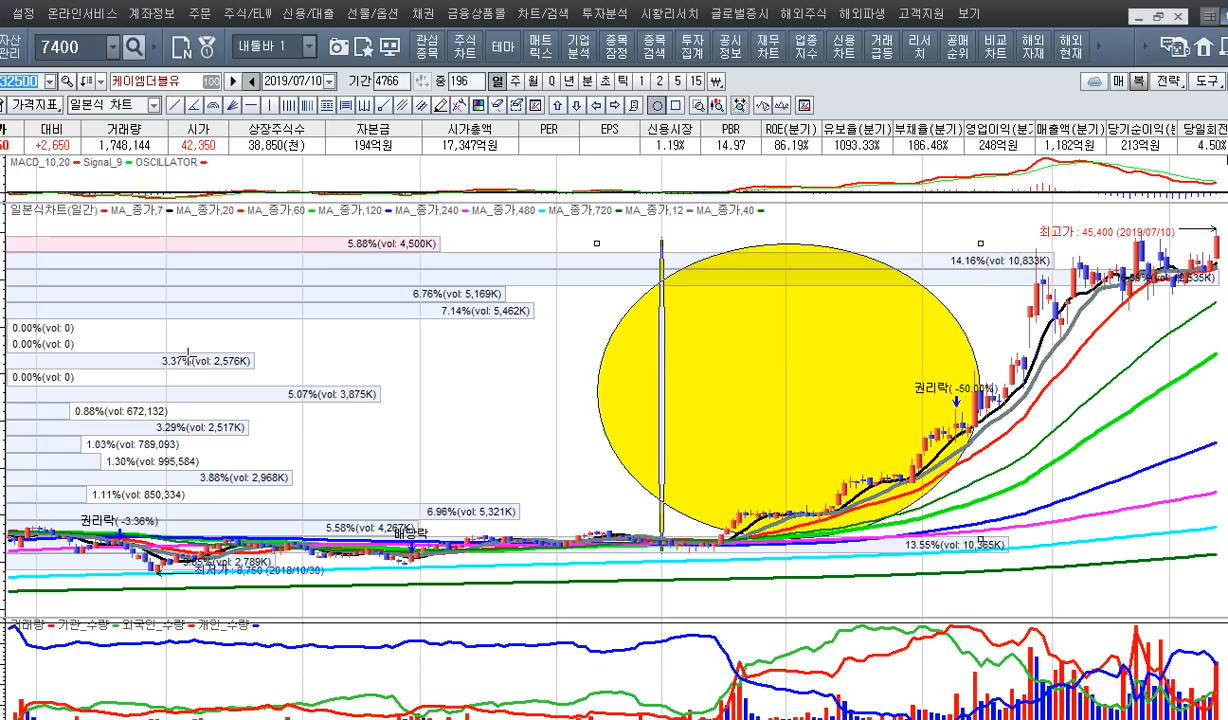 설정 온라인서비스 계좌정보 주문 주식/ELW 신용/대출 선물/옵션 채권 금융상품몰 차트/검색 투자분석 시황리서치 글로벌증시 해외주식 해외파생 고객지원 보기
자산 관리 7400 내툴바 1 관심 종목 주식 차트 테마 매트 릭스 기업 분석 종목 잠정 종목 검색 투자 집계 공시 정보 재무 차트 업종 지수 신용 차트 거래 급등 리서 치 공매 순위 비교 차트 해외 자재 해외 현재
32500 케이엠더블유 100 2019/07/10 기간 4766 중 196 일 주 월 0 년 분 초 틱 1 2 5 15 매 복 전략 도구
가격지표 일본식 차트
가 대비 거래량 시가 상장주식수 자본금 시가총액 PER EPS 신용시장 PBR ROE(분기) 유보율(분기) 부채율(분기) 영업이익(분기 매출액(분기) 당기순이익(분 당일회전
50 +2,650 1,748,144 42,350 38,850(천) 194억원 17,347억원 1.19% 14.97 86.19% 1093.33% 186.48% 248억원 1,182억원 213억원 4.50%
MACD_10,20 Signal_9 OSCILLATOR
일본식차트(일간) MA_종가,7 MA_종가,20 MA_종가,60 MA_종가,120 MA_종가,240 MA_종가,480 MA_종가,720 MA_종가,12 MA_종가,40
최고가 : 45,400 (2019/07/10)
5.88%(vol: 4,500K)
14.16%(vol: 10,833K)
6.76%(vol: 5,169K)
7.14%(vol: 5,462K)
0.00%(vol: 0)
0.00%(vol: 0)
3.37%(vol: 2,576K)
0.00%(vol: 0)
권리락( -50.00%)
5.07%(vol: 3,875K)
0.88%(vol: 672,132)
3.29%(vol: 2,517K)
1.03%(vol: 789,093)
1.30%(vol: 995,584)
3.88%(vol: 2,968K)
1.11%(vol: 850,334)
6.96%(vol: 5,321K)
권리락( -3.36%)
5.58%(vol: 4,267K)
배당락
13.55%(vol: 10,365K)
(vol: 2,789K)
최저가 : 8,750 (2018/10/30)
거래량 기관_수량 외국인_수량 개인_수량